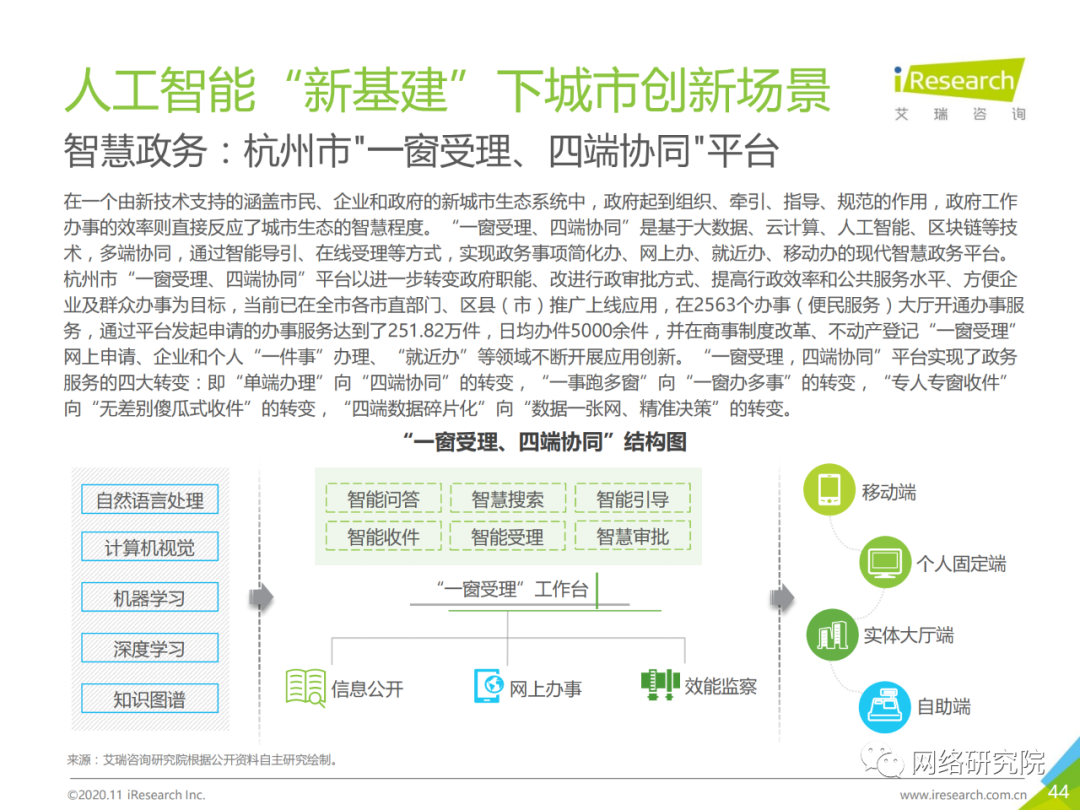 人工智能“新基建”下城市创新场景
iResearch
艾瑞咨询
智慧政务：杭州市"一窗受理、四端协同"平台
在一个由新技术支持的涵盖市民、企业和政府的新城市生态系统中，政府起到组织、牵引、指导、规范的作用，政府工作
办事的效率则直接反应了城市生态的智慧程度。“一窗受理、四端协同”是基于大数据、云计算、人工智能、区块链等技
术，多端协同，通过智能导引、在线受理等方式，实现政务事项简化办、网上办、就近办、移动办的现代智慧政务平台。
杭州市“一窗受理、四端协同”平台以进一步转变政府职能、改进行政审批方式、提高行政效率和公共服务水平、方便企
业及群众办事为目标，当前已在全市各市直部门、区县（市）推广上线应用，在2563个办事（便民服务）大厅开通办事服
务，通过平台发起申请的办事服务达到了251.82万件，日均办件5000余件，并在商事制度改革、不动产登记“一窗受理”
网上申请、企业和个人“一件事”办理、“就近办”等领域不断开展应用创新。“一窗受理，四端协同”平台实现了政务
服务的四大转变：即“单端办理”向“四端协同”的转变，“一事跑多窗”向“一窗办多事”的转变，“专人专窗收件”
向“无差别傻瓜式收件”的转变，“四端数据碎片化”向“数据一张网、精准决策”的转变。
“一窗受理、四端协同”结构图
自然语言处理
计算机视觉
机器学习
深度学习
知识图谱
智能问答
智慧搜索
智能引导
智能收件
智能受理
智慧审批
“一窗受理”工作台
信息公开
网上办事
效能监察
移动端
个人固定端
实体大厅端
自助端
来源：艾瑞咨询研究院根据公开资料自主研究绘制。
网络研究院
©2020.11 iResearch Inc.
www.iresearch.com.cn
44